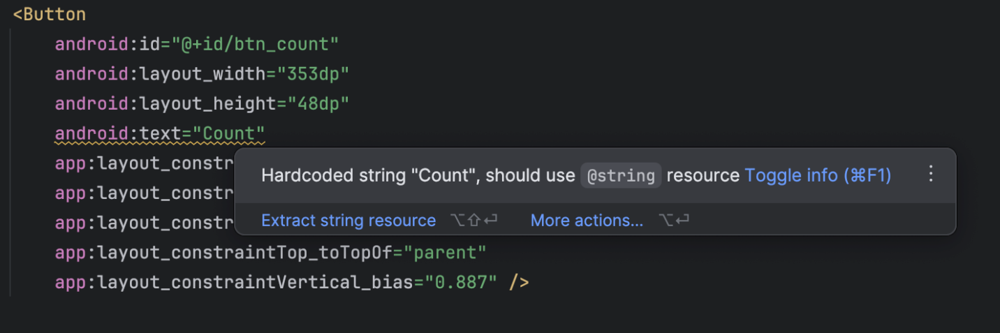 <Button
android:id="@+id/btn_count"
android:layout_width="353dp"
android:layout_height="48dp"
android:text="Count"
app:layout_constr
Hardcoded string "Count", should use @string resource Toggle info (⌘F1)
app:layout_constr
app:layout_constr
Extract string resource ⌥⇧⏎ More actions... ⌥⏎
app:layout_constraintTop_toTopOf="parent"
app:layout_constraintVertical_bias="0.887" />